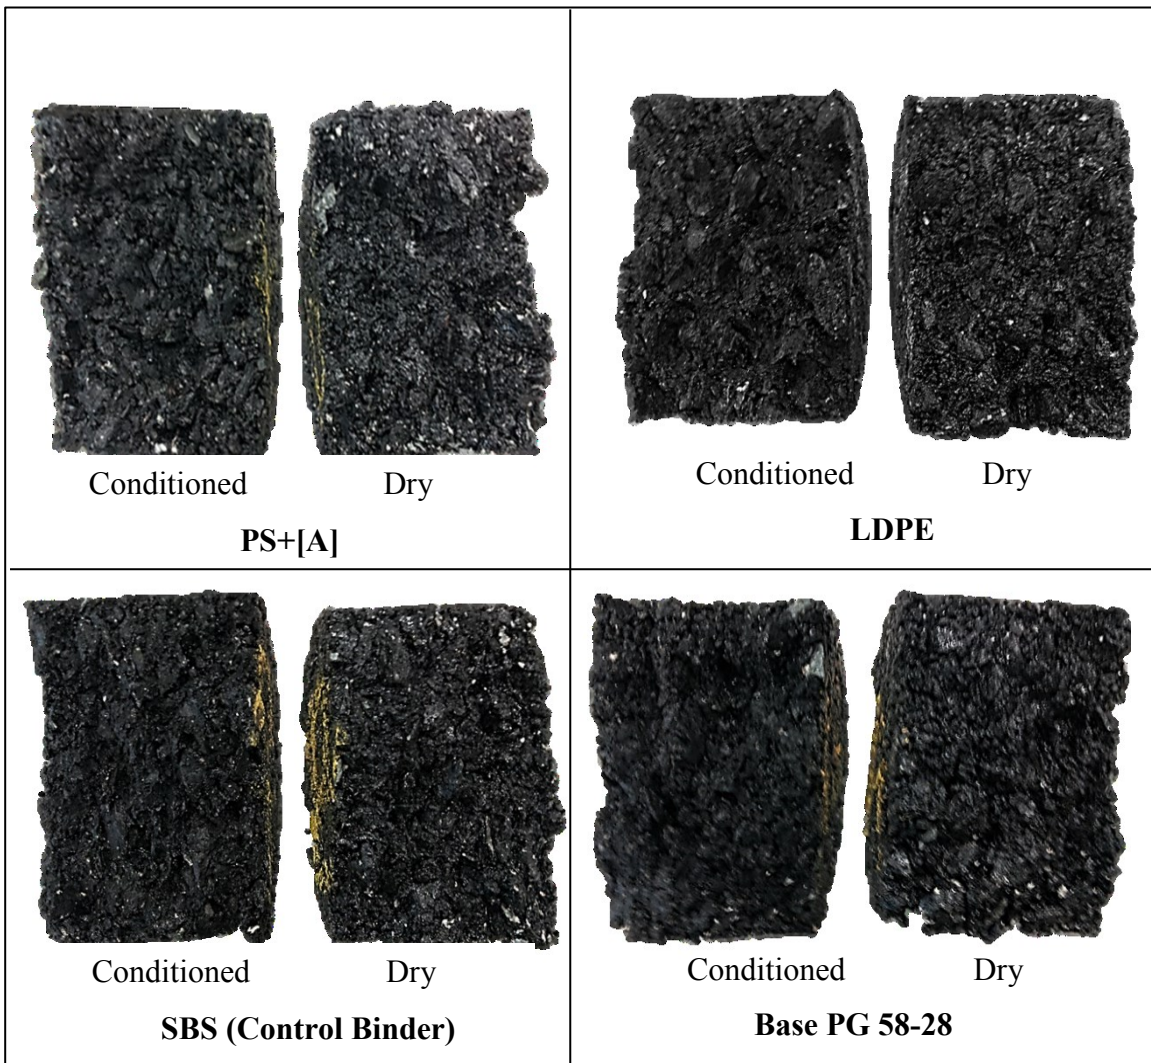 Conditioned Dry
PS+[A]
Conditioned Dry
LDPE
Conditioned Dry
SBS (Control Binder)
Conditioned Dry
Base PG 58-28